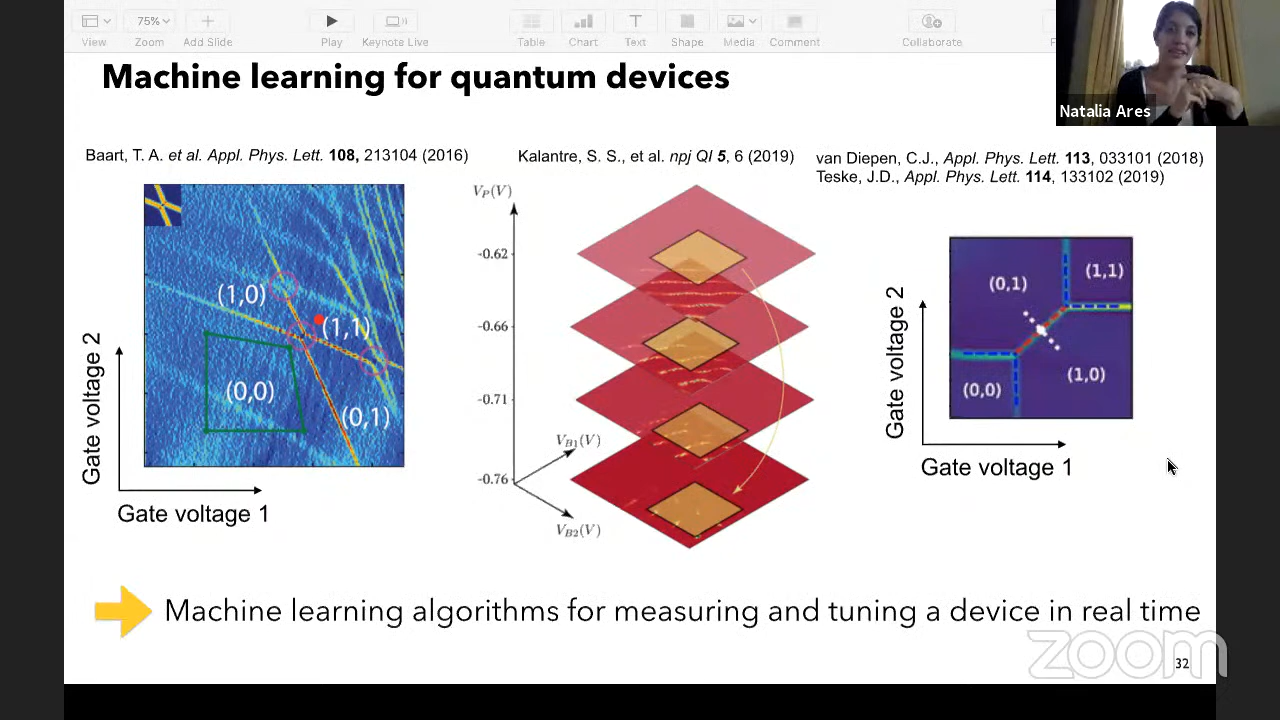 View
75%
Zoom
Add Slide
Play
Keynote Live
Table
Chart
Text
Shape
Media
Comment
Collaborate
Natalia Ares
Machine learning for quantum devices
Baart, T. A. et al. Appl. Phys. Lett. 108, 213104 (2016)
Kalantre, S. S., et al. npj QI 5, 6 (2019)
van Diepen, C.J., Appl. Phys. Lett. 113, 033101 (2018)
Teske, J.D., Appl. Phys. Lett. 114, 133102 (2019)
Gate voltage 2
(1,0)
(1,1)
(0,0)
(0,1)
Gate voltage 1
V_P(V)
-0.62
-0.66
-0.71
-0.76
V_B1(V)
V_B2(V)
Gate voltage 2
(0,1)
(1,1)
(0,0)
(1,0)
Gate voltage 1
Machine learning algorithms for measuring and tuning a device in real time
zoom
32